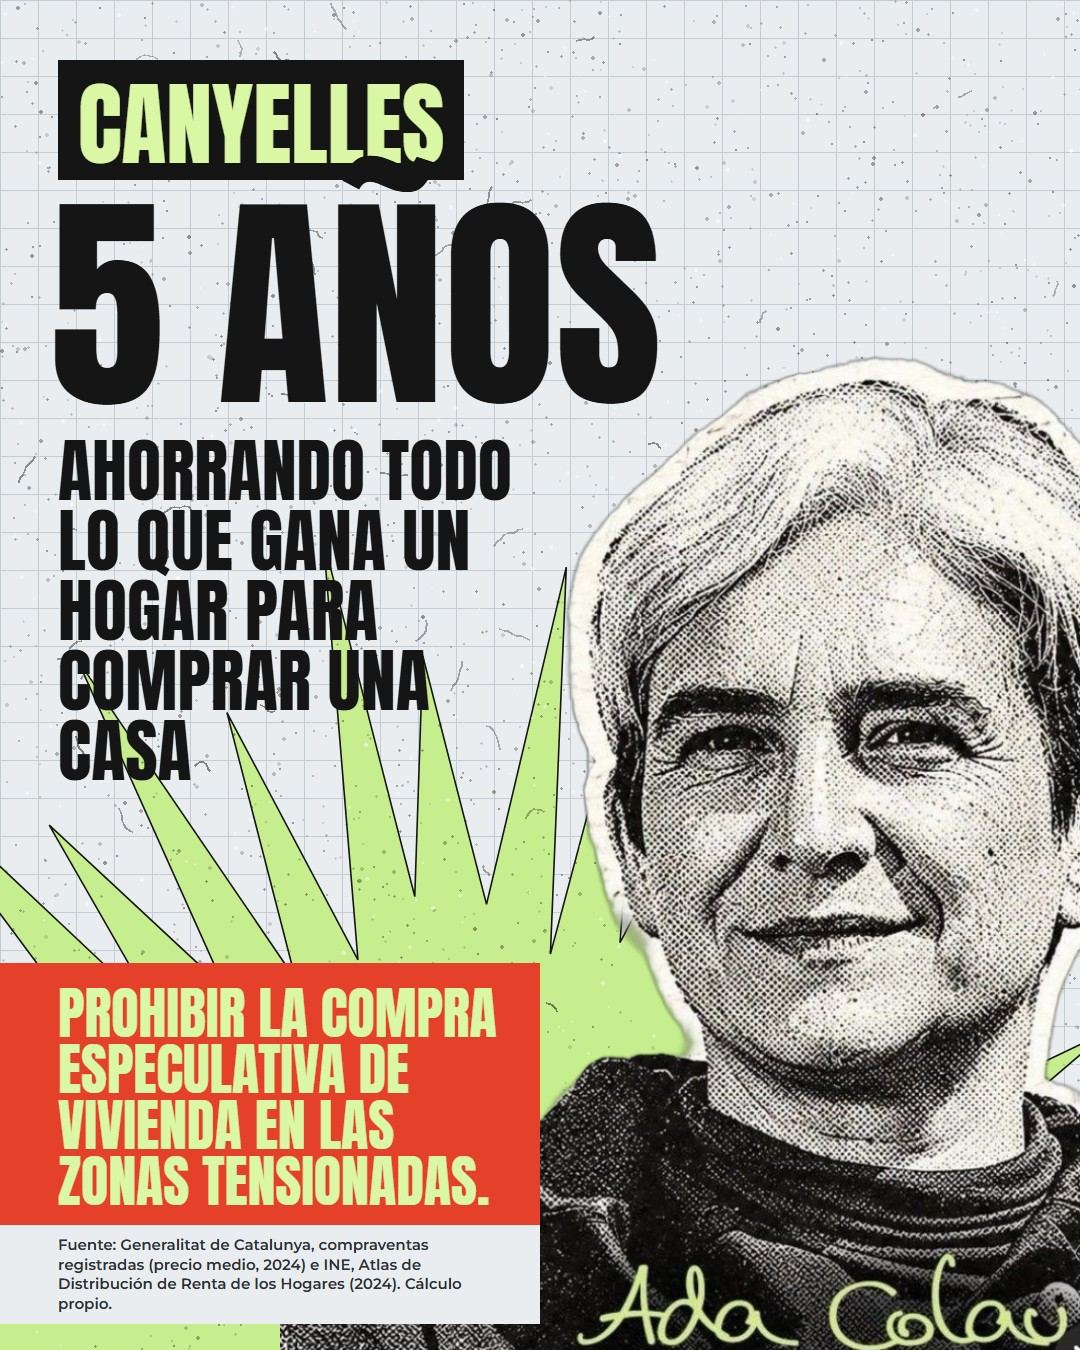 CANYELLES
5 AÑOS
AHORRANDO TODO
LO QUE GANA UN
HOGAR PARA
COMPRAR UNA
CASA
PROHIBIR LA COMPRA
ESPECULATIVA DE
VIVIENDA EN LAS
ZONAS TENSIONADAS.
Fuente: Generalitat de Catalunya, compraventas
registradas (precio medio, 2024) e INE, Atlas de
Distribución de Renta de los Hogares (2024). Cálculo
propio.
Ada Colau